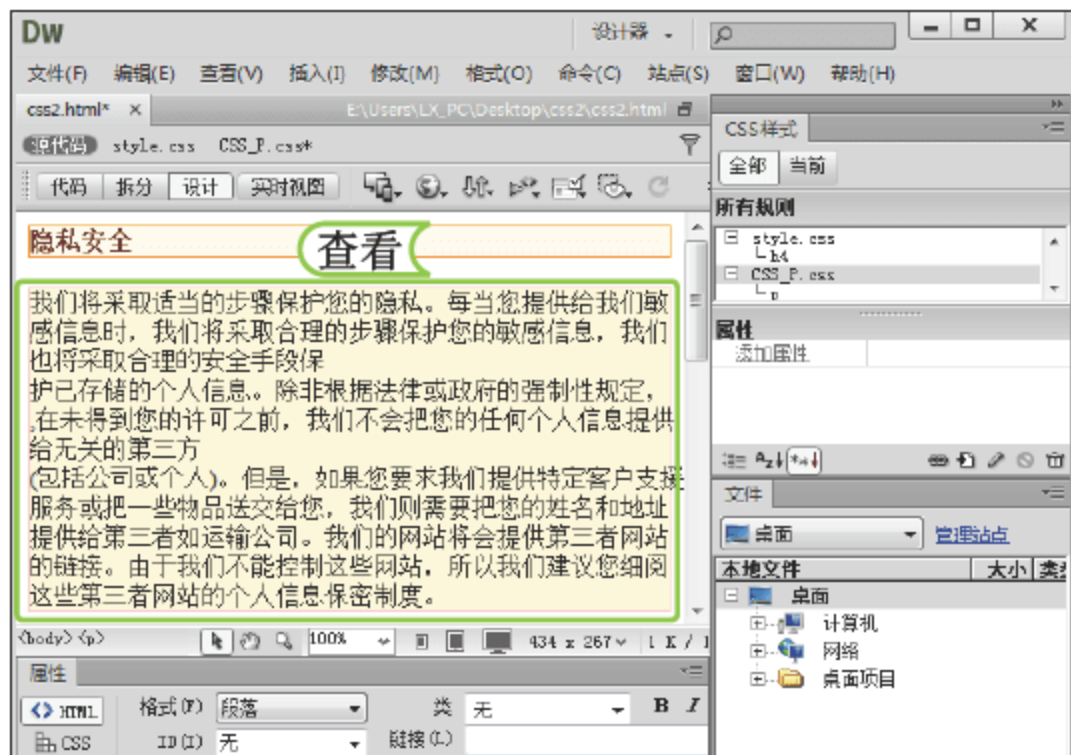 Dw
设计器
文件(F) 编辑(E) 查看(V) 插入(I) 修改(M) 格式(O) 命令(C) 站点(S) 窗口(W) 帮助(H)
css2.html* × E:\Users\LX_PC\Desktop\css2\css2.html
源代码 style.css CSS_P.css*
代码 拆分 设计 实时视图
隐私安全
查看
我们将采取适当的步骤保护您的隐私。每当您提供给我们敏
感信息时，我们将采取合理的步骤保护您的敏感信息，我们
也将采取合理的安全手段保
护已存储的个人信息。除非根据法律或政府的强制性规定，
在未得到您的许可之前，我们不会把您的任何个人信息提供
给无关的第三方
(包括公司或个人)。但是，如果您要求我们提供特定客户支援
服务或把一些物品送交给您，我们则需要把您的姓名和地址
提供给第三者如运输公司。我们的网站将会提供第三者网站
的链接。由于我们不能控制这些网站，所以我们建议您细阅
这些第三者网站的个人信息保密制度。
<body> <p>
100%
434 x 267
1 K / 1
属性
<> HTML 格式(F) 段落 类 无 B I
CSS ID(I) 无 链接(L)
CSS样式
全部 当前
所有规则
style.css
h4
CSS_P.css
p
属性
添加属性
文件
桌面 管理站点
本地文件 大小 类型
桌面
计算机
网络
桌面项目